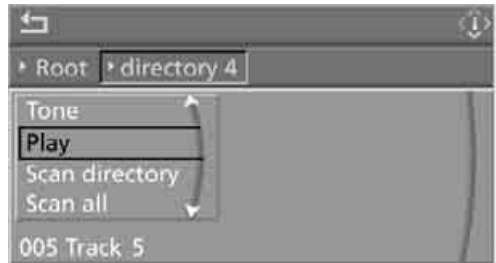 Root directory 4
Tone
Play
Scan directory
Scan all
005 Track 5